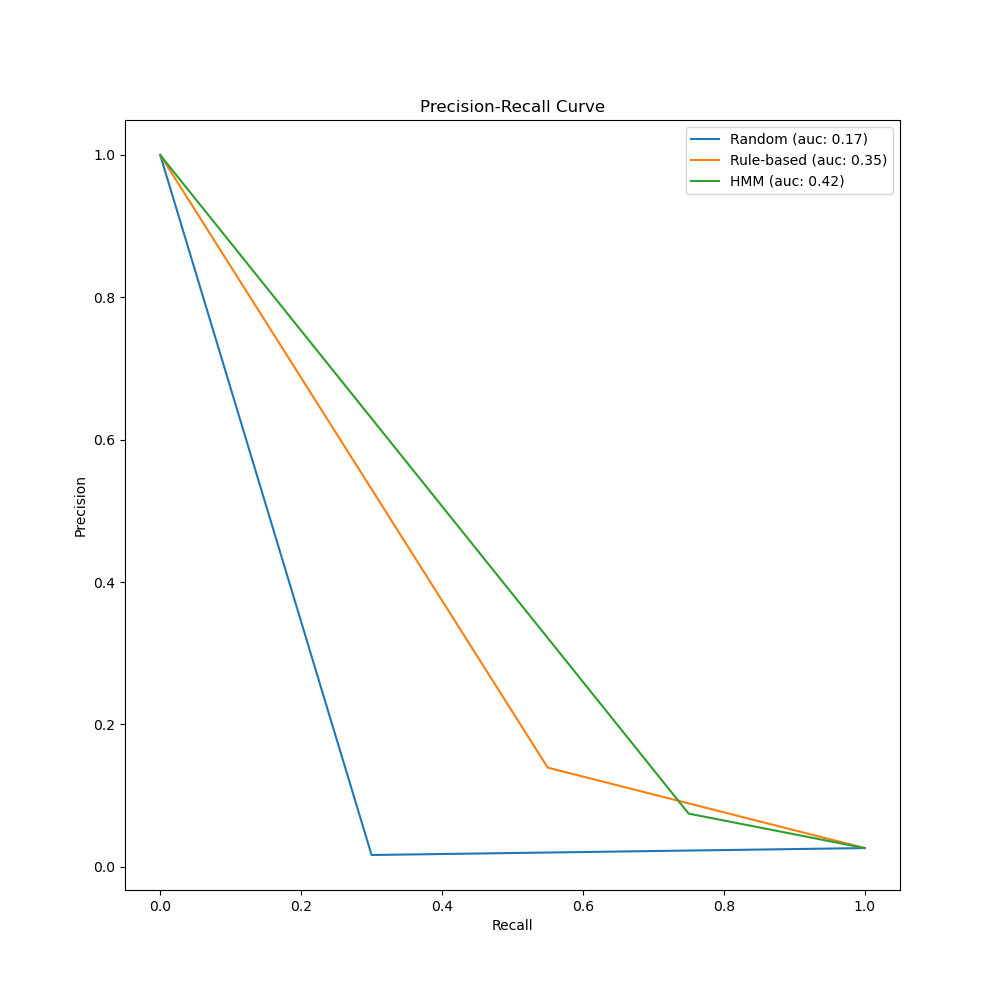 Precision-Recall Curve
Random (auc: 0.17)
Rule-based (auc: 0.35)
HMM (auc: 0.42)
Precision
1.0
0.8
0.6
0.4
0.2
0.0
0.0 0.2 0.4 0.6 0.8 1.0
Recall